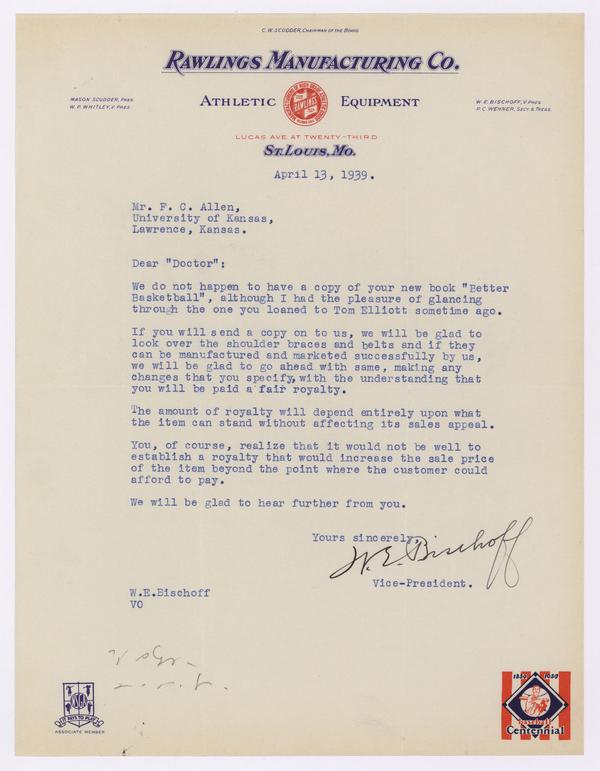 C. W. SCUDDER, CHAIRMAN OF THE BOARD
RAWLINGS MANUFACTURING CO.
MASON SCUDDER, PRES.
W. P. WHITLEY, V. PRES.
ATHLETIC EQUIPMENT
RAWLINGS
W. E. BISCHOFF, V. PRES.
P. C. WEHNER, SECY. & TREAS.
LUCAS AVE. AT TWENTY-THIRD
ST. LOUIS, MO.
April 13, 1939.
Mr. F. C. Allen,
University of Kansas,
Lawrence, Kansas.
Dear "Doctor":
We do not happen to have a copy of your new book "Better
Basketball", although I had the pleasure of glancing
through the one you loaned to Tom Elliott sometime ago.
If you will send a copy on to us, we will be glad to
look over the shoulder braces and belts and if they
can be manufactured and marketed successfully by us,
we will be glad to go ahead with same, making any
changes that you specify, with the understanding that
you will be paid a fair royalty.
The amount of royalty will depend entirely upon what
the item can stand without affecting its sales appeal.
You, of course, realize that it would not be well to
establish a royalty that would increase the sale price
of the item beyond the point where the customer could
afford to pay.
We will be glad to hear further from you.
Yours sincerely,
W. E. Bischoff
Vice-President.
W.E.Bischoff
VO
IT PAYS TO PLAY
ASSOCIATE MEMBER
1839 1939
Baseball
Centennial